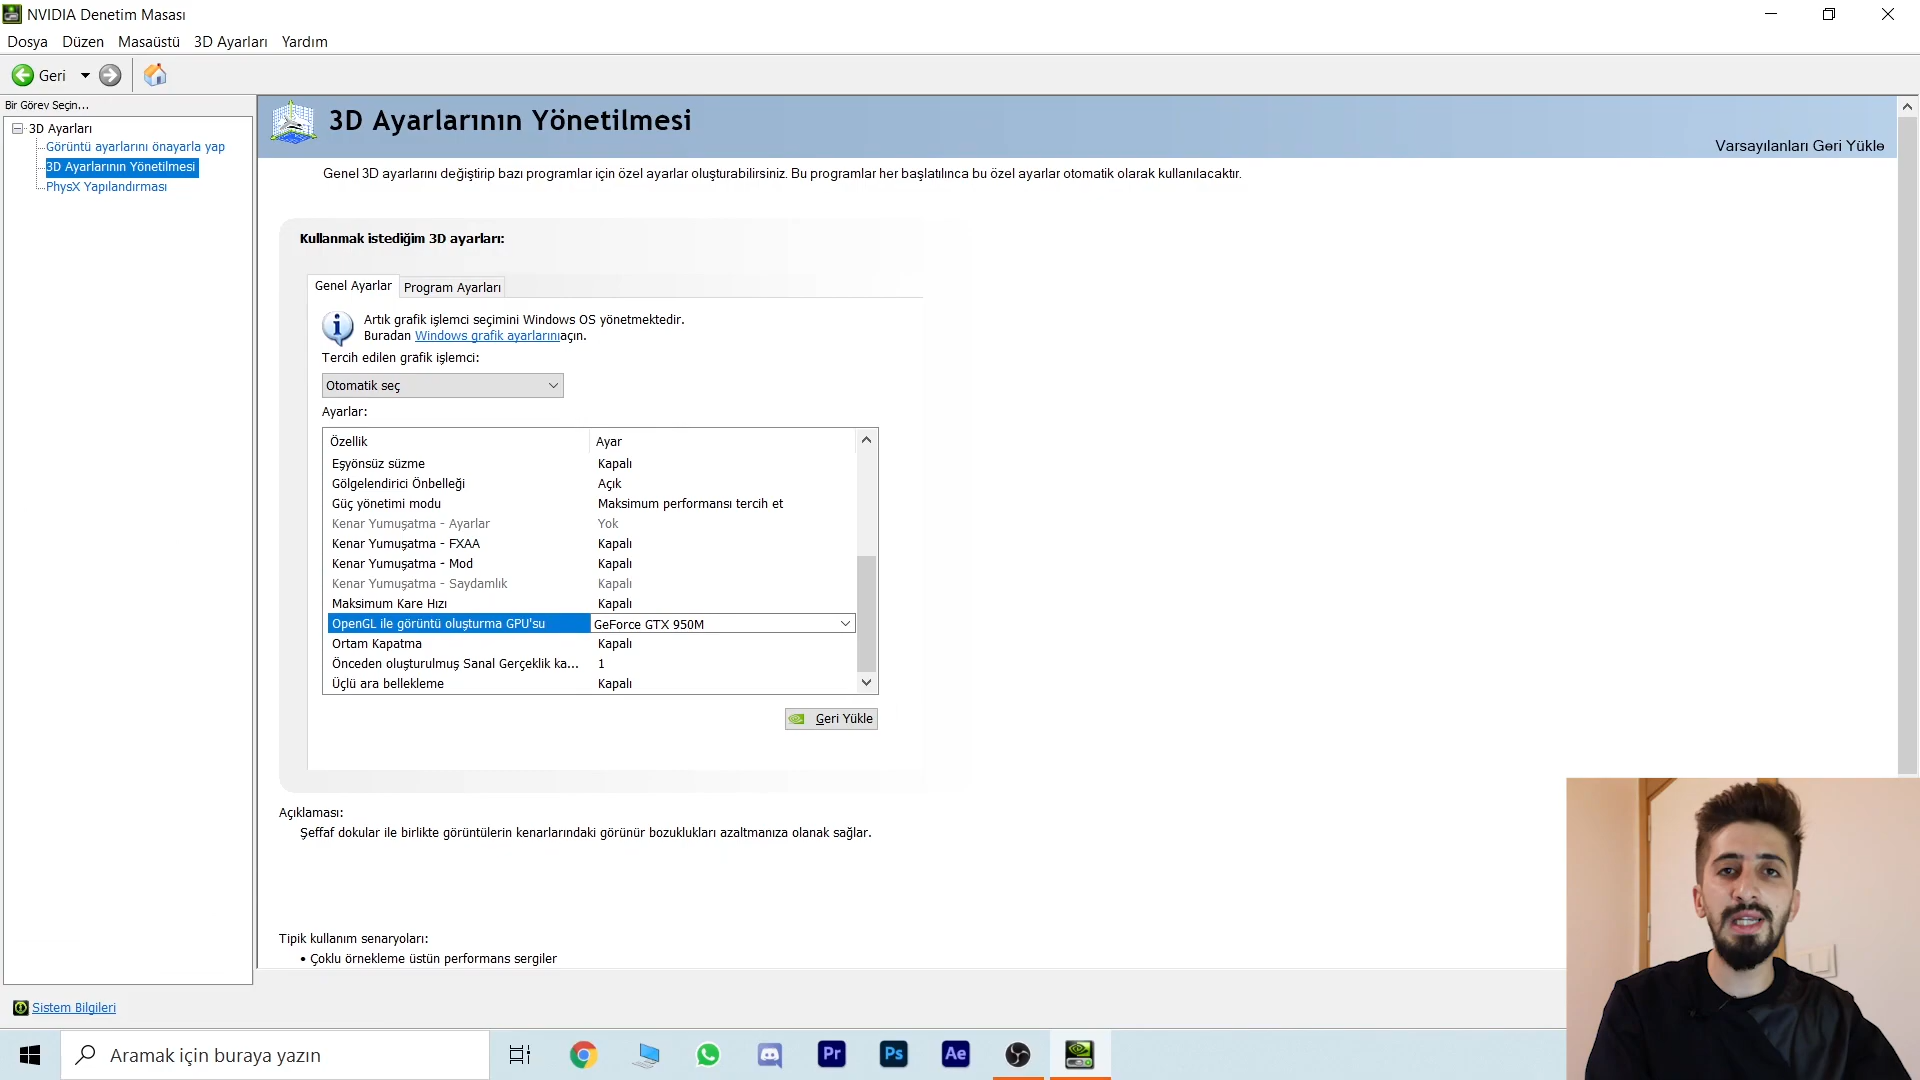 NVIDIA Denetim Masası
Dosya Düzen Masaüstü 3D Ayarları Yardım
Geri
Bir Görev Seçin...
3D Ayarları
Görüntü ayarlarını önayarla yap
3D Ayarlarının Yönetilmesi
PhysX Yapılandırması
3D Ayarlarının Yönetilmesi
Varsayılanları Geri Yükle
Genel 3D ayarlarını değiştirip bazı programlar için özel ayarlar oluşturabilirsiniz. Bu programlar her başlatılınca bu özel ayarlar otomatik olarak kullanılacaktır.
Kullanmak istediğim 3D ayarları:
Genel Ayarlar Program Ayarları
Artık grafik işlemci seçimini Windows OS yönetmektedir.
Buradan Windows grafik ayarlarınıaçın.
Tercih edilen grafik işlemci:
Otomatik seç
Ayarlar:
Özellik Ayar
Eşyönsüz süzme Kapalı
Gölgelendirici Önbelleği Açık
Güç yönetimi modu Maksimum performansı tercih et
Kenar Yumuşatma - Ayarlar Yok
Kenar Yumuşatma - FXAA Kapalı
Kenar Yumuşatma - Mod Kapalı
Kenar Yumuşatma - Saydamlık Kapalı
Maksimum Kare Hızı Kapalı
OpenGL ile görüntü oluşturma GPU'su GeForce GTX 950M
Ortam Kapatma Kapalı
Önceden oluşturulmuş Sanal Gerçeklik ka... 1
Üçlü ara bellekleme Kapalı
Geri Yükle
Açıklaması:
Şeffaf dokular ile birlikte görüntülerin kenarlarındaki görünür bozuklukları azaltmanıza olanak sağlar.
Tipik kullanım senaryoları:
• Çoklu örnekleme üstün performans sergiler
Sistem Bilgileri
Aramak için buraya yazın
Pr Ps Ae